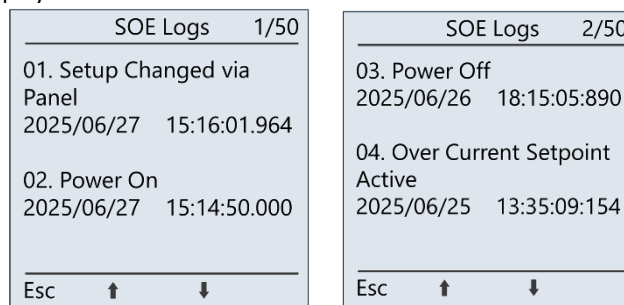 SOE Logs 1/50
01. Setup Changed via
Panel
2025/06/27 15:16:01.964
02. Power On
2025/06/27 15:14:50.000
Esc ⬆ ⬇
SOE Logs 2/50
03. Power Off
2025/06/26 18:15:05:890
04. Over Current Setpoint
Active
2025/06/25 13:35:09:154
Esc ⬆ ⬇